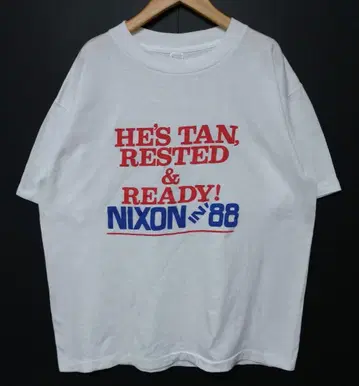 HE'S TAN,
RESTED
&
READY!
NIXON IN '88